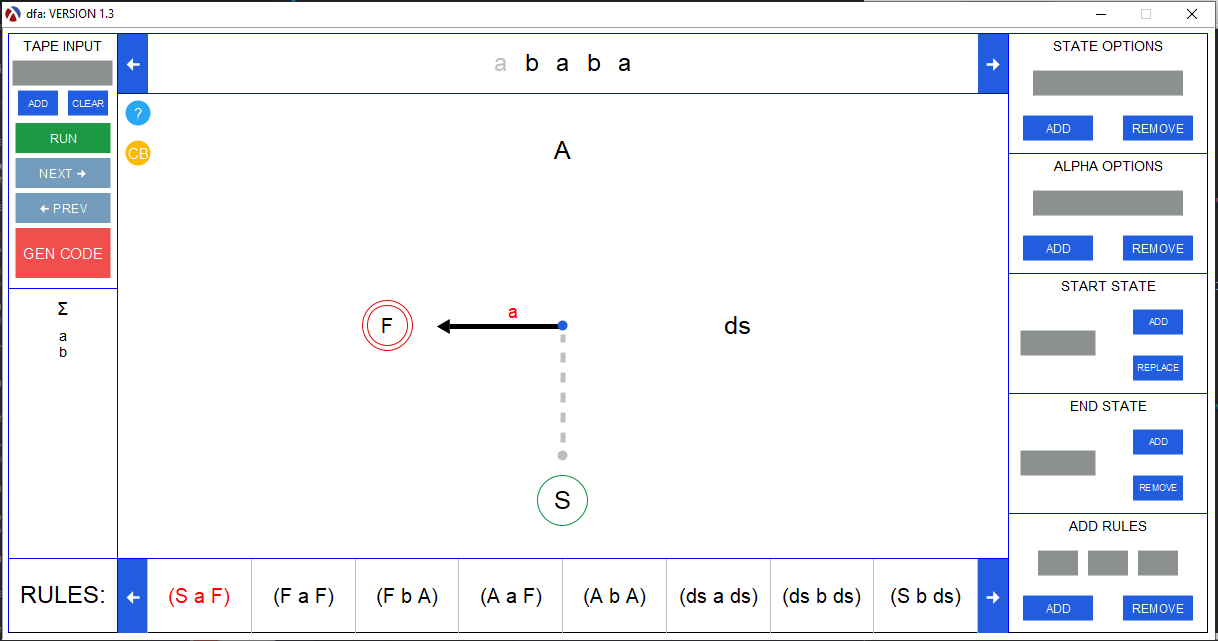 dfa: VERSION 1.3
TAPE INPUT
ADD CLEAR
RUN
NEXT →
← PREV
GEN CODE
Σ
a
b
← a b a b a →
?
CB
A
F
a
ds
S
RULES: ← (S a F) (F a F) (F b A) (A a F) (A b A) (ds a ds) (ds b ds) (S b ds) →
STATE OPTIONS
ADD REMOVE
ALPHA OPTIONS
ADD REMOVE
START STATE
ADD
REPLACE
END STATE
ADD
REMOVE
ADD RULES
ADD REMOVE